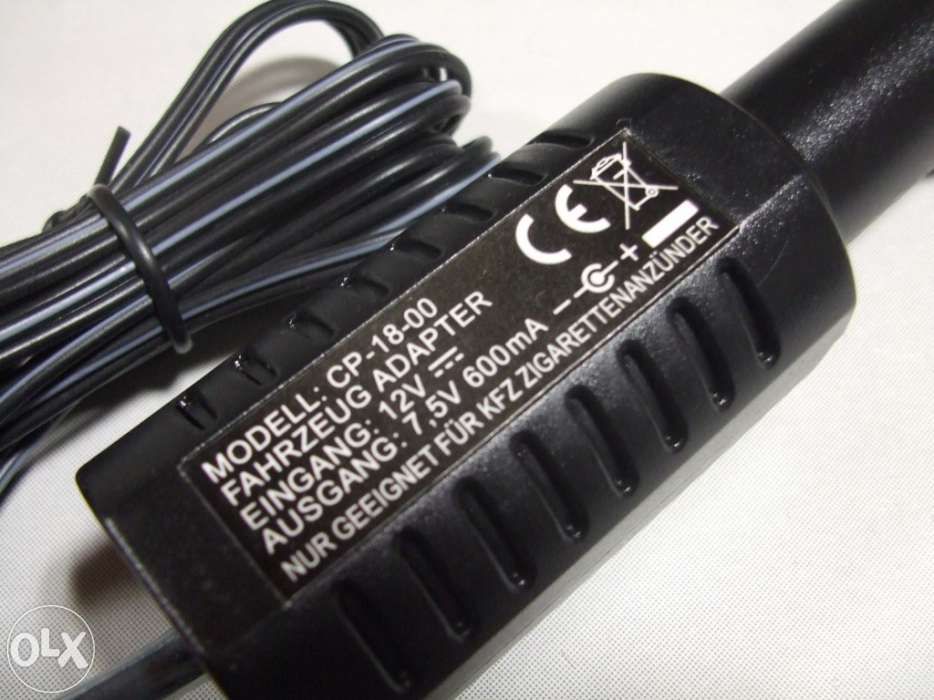 MODELL: CP-18-00
FAHRZEUG ADAPTER
EINGANG: 12V
AUSGANG: 7,5V 600mA
NUR GEEIGNET FÜR KFZ ZIGARETTENANZÜNDER
CE
− +
OLX